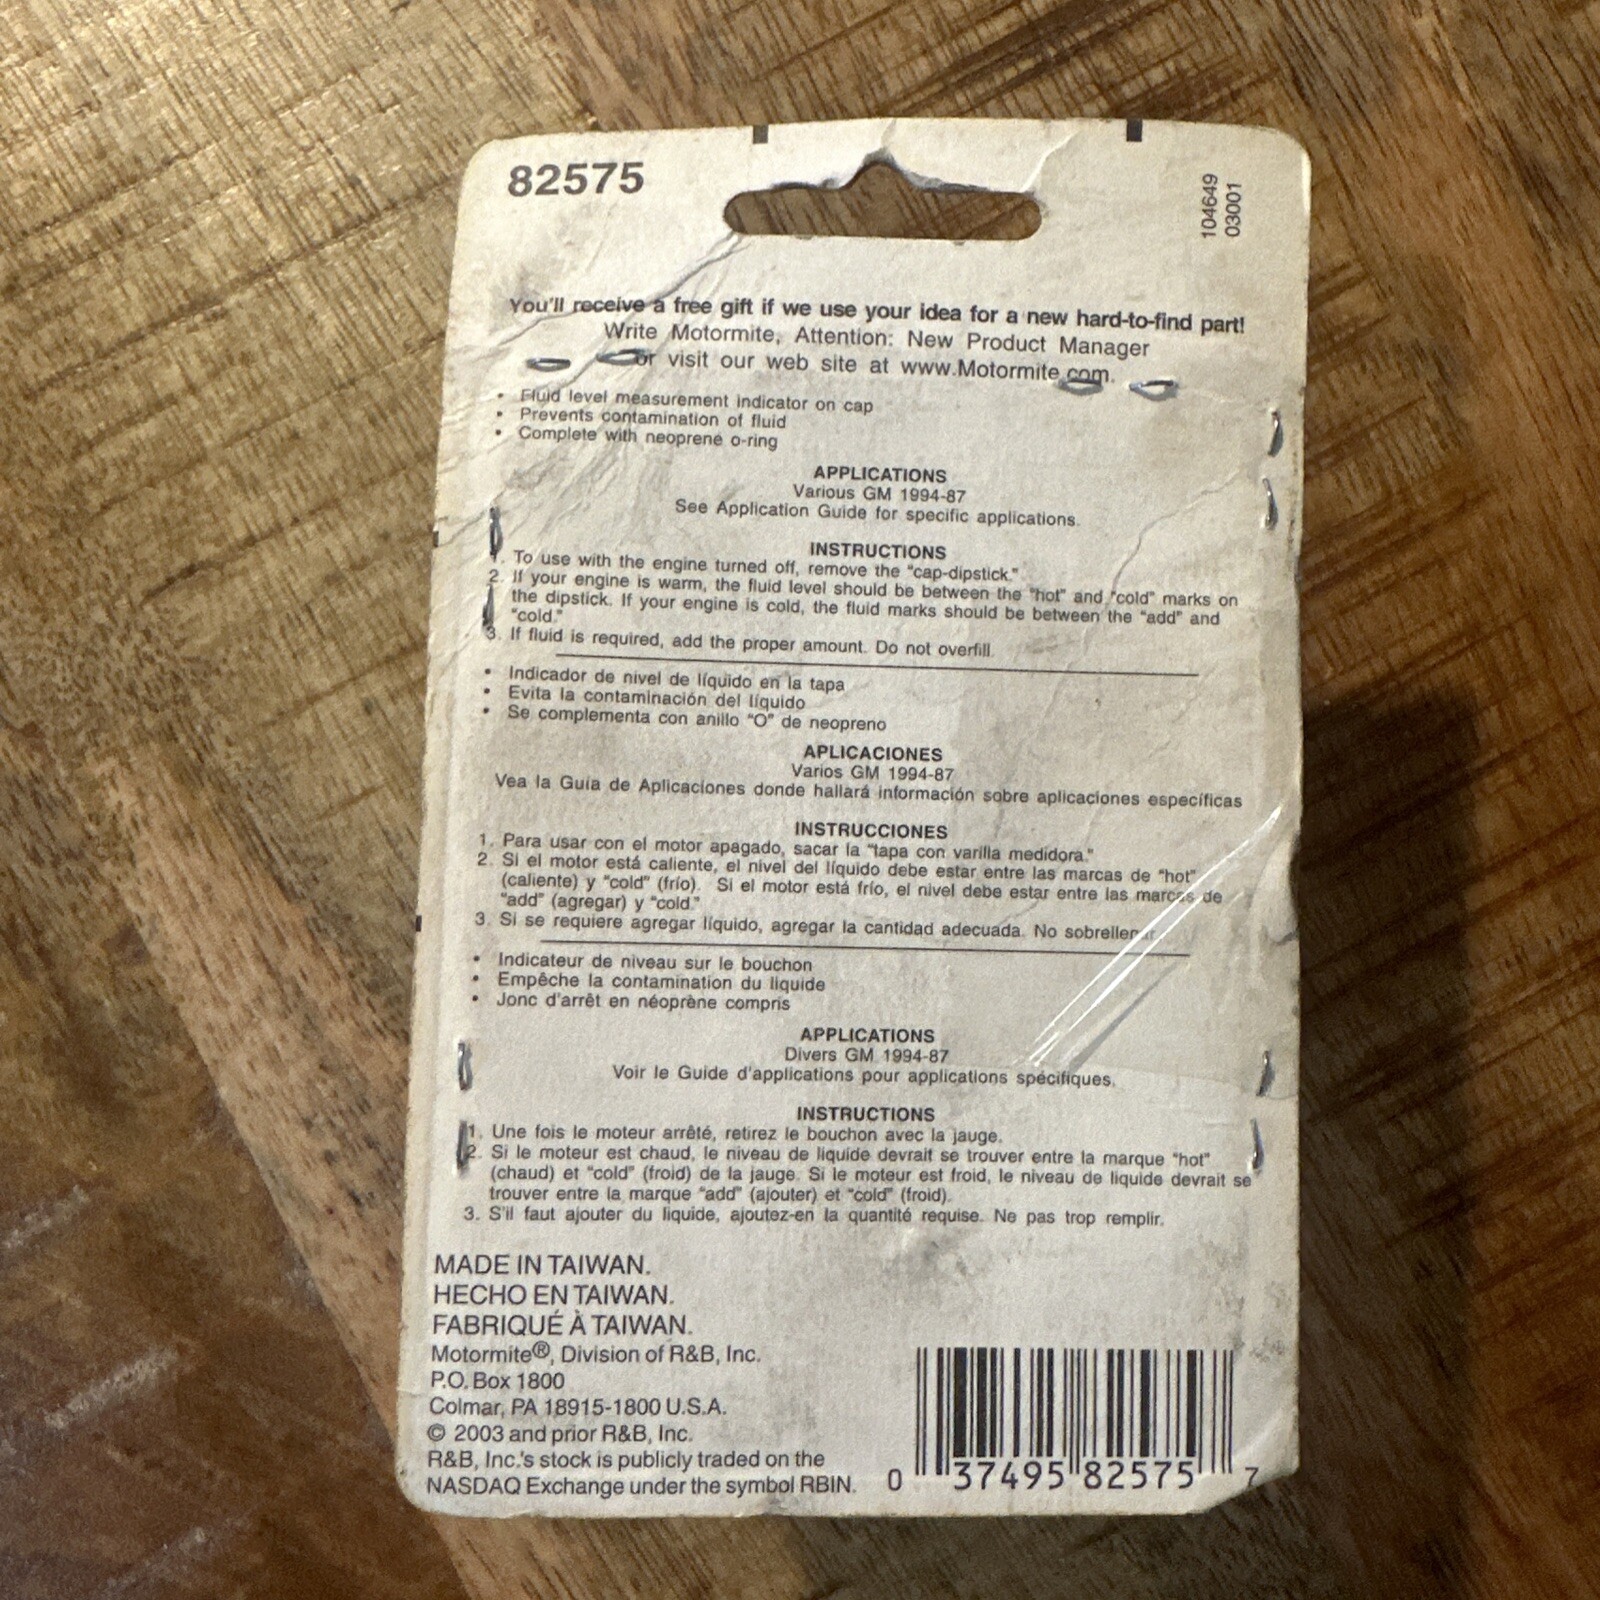 82575
104649
03001
You'll receive a free gift if we use your idea for a new hard-to-find part!
Write Motormite, Attention: New Product Manager
or visit our web site at www.Motormite.com.
• Fluid level measurement indicator on cap
• Prevents contamination of fluid
• Complete with neoprene o-ring
APPLICATIONS
Various GM 1994-87
See Application Guide for specific applications.
INSTRUCTIONS
1. To use with the engine turned off, remove the "cap-dipstick."
2. If your engine is warm, the fluid level should be between the "hot" and "cold" marks on
the dipstick. If your engine is cold, the fluid marks should be between the "add" and
"cold."
3. If fluid is required, add the proper amount. Do not overfill.
• Indicador de nivel de líquido en la tapa
• Evita la contaminación del líquido
• Se complementa con anillo "O" de neopreno
APLICACIONES
Varios GM 1994-87
Vea la Guia de Aplicaciones donde hallará información sobre aplicaciones específicas
INSTRUCCIONES
1. Para usar con el motor apagado, sacar la "tapa con varilla medidora."
2. Si el motor está caliente, el nivel del líquido debe estar entre las marcas de "hot"
(caliente) y "cold" (frío). Si el motor está frío, el nivel debe estar entre las marcas de
"add" (agregar) y "cold."
3. Si se requiere agregar líquido, agregar la cantidad adecuada. No sobrellenar
• Indicateur de niveau sur le bouchon
• Empêche la contamination du liquide
• Jonc d'arrêt en néoprène compris
APPLICATIONS
Divers GM 1994-87
Voir le Guide d'applications pour applications spécifiques.
INSTRUCTIONS
1. Une fois le moteur arrêté, retirez le bouchon avec la jauge.
2. Si le moteur est chaud, le niveau de liquide devrait se trouver entre la marque "hot"
(chaud) et "cold" (froid) de la jauge. Si le moteur est froid, le niveau de liquide devrait se
trouver entre la marque "add" (ajouter) et "cold" (froid).
3. S'il faut ajouter du liquide, ajoutez-en la quantité requise. Ne pas trop remplir.
MADE IN TAIWAN.
HECHO EN TAIWAN.
FABRIQUÉ À TAIWAN.
Motormite®, Division of R&B, Inc.
P.O. Box 1800
Colmar, PA 18915-1800 U.S.A.
© 2003 and prior R&B, Inc.
R&B, Inc.'s stock is publicly traded on the
NASDAQ Exchange under the symbol RBIN.
0 37495 82575 7